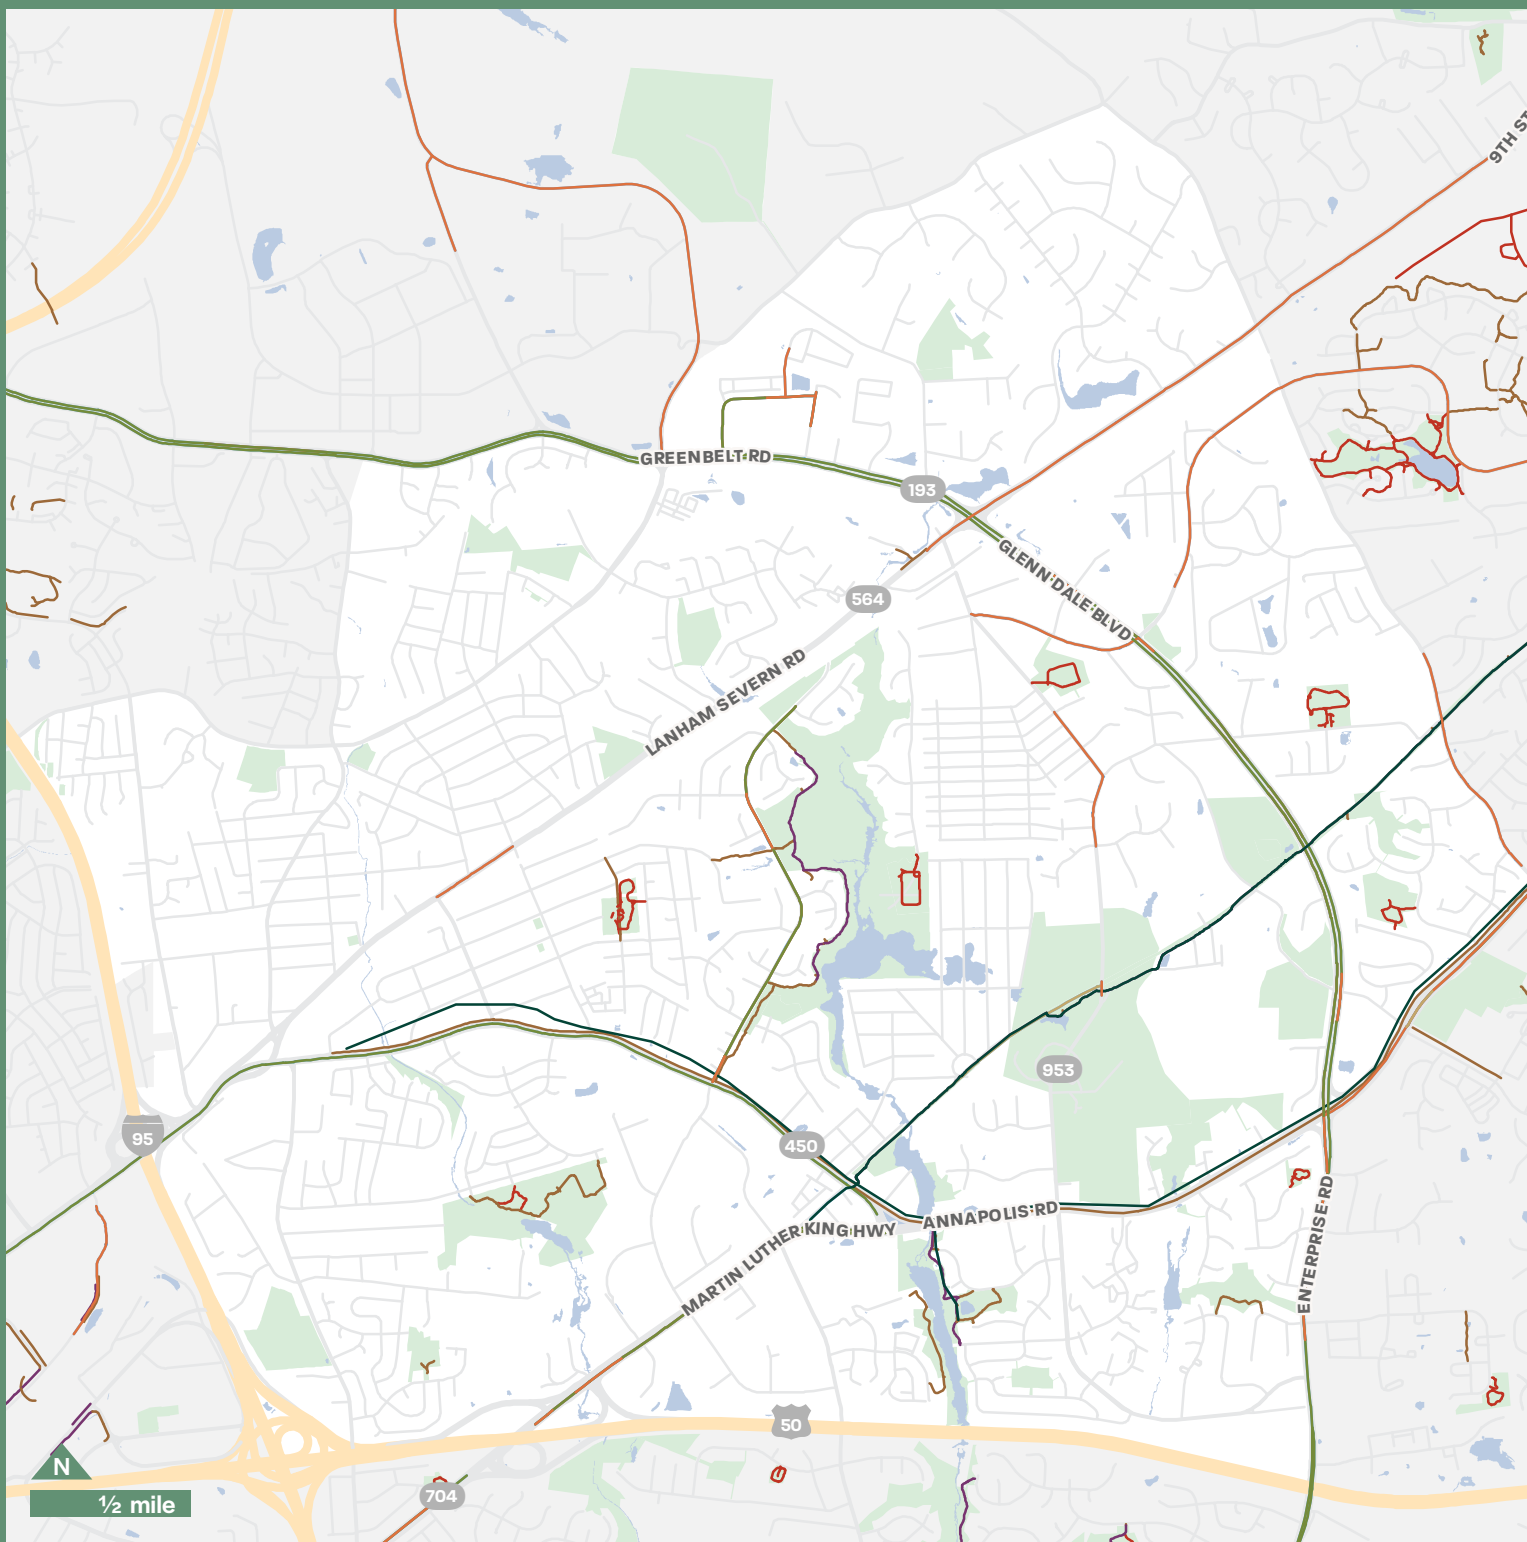 9TH ST
GREENBELT RD
193
GLENN DALE BLVD
564
LANHAM SEVERN RD
953
95
450
ANNAPOLIS RD
MARTIN LUTHER KING HWY
ENTERPRISE RD
50
N
½ mile
704